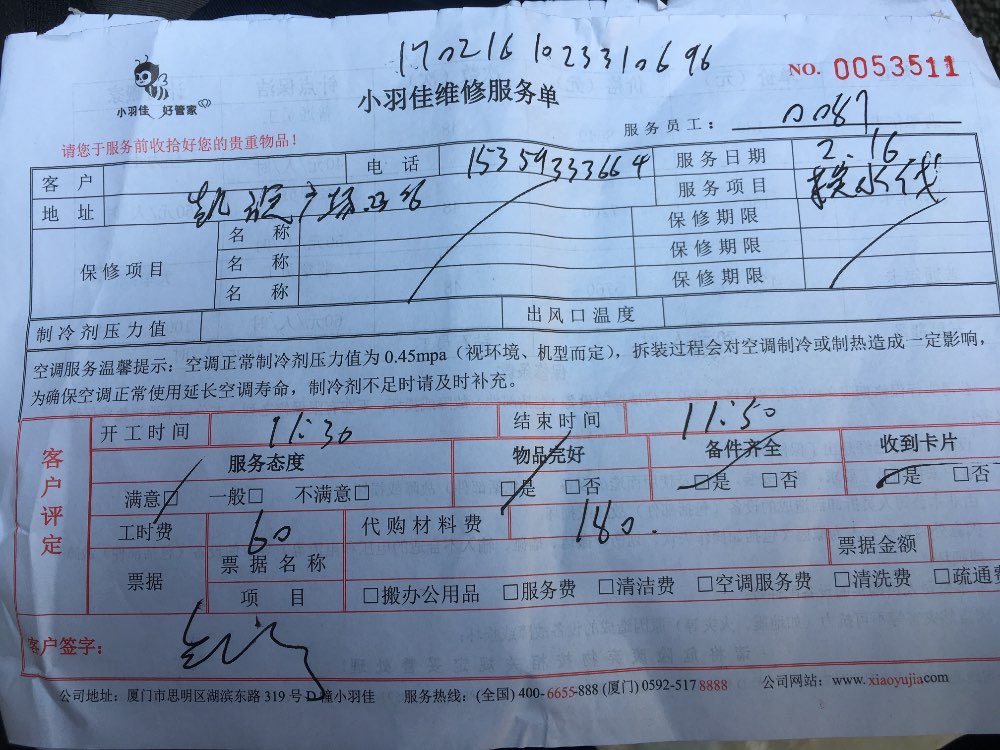 1702161023310696
NO. 0053511
小羽佳 好管家
小羽佳维修服务单
服务员工： 0087
请您于服务前收拾好您的贵重物品！
客 户 电 话 15359333664 服务日期 2.16
地 址 凯旋广场 服务项目
保修项目 名 称 保修期限
名 称 保修期限
名 称 保修期限
制冷剂压力值 出风口温度
空调服务温馨提示：空调正常制冷剂压力值为 0.45mpa（视环境、机型而定），拆装过程会对空调制冷或制热造成一定影响，
为确保空调正常使用延长空调寿命，制冷剂不足时请及时补充。
客户评定
开工时间 11:30 结束时间 11:50
服务态度 物品完好 备件齐全 收到卡片
满意□ 一般□ 不满意□ □是 □否 □是 □否 □是 □否
工时费 60 代购材料费 180.
票据 票据名称 票据金额
项 目 □搬办公用品 □服务费 □清洁费 □空调服务费 □清洗费 □疏通费
客户签字：
公司地址：厦门市思明区湖滨东路 319 号 D 幢小羽佳 服务热线：(全国) 400-6655-888 (厦门) 0592-517 8888 公司网站：www.xiaoyujia.com